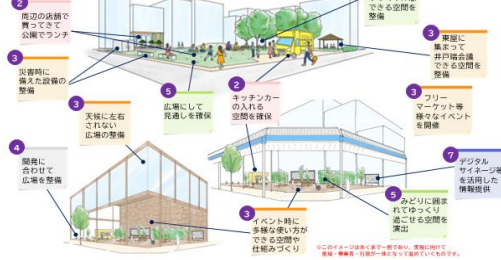 2
周辺の店舗で
買ってきて
公園でランチ
できる空間を
整備
3
東屋に
集まって
井戸端会議
できる空間を
整備
3
災害時に
備えた設備の
整備
5
広場にして
見通しを確保
2
キッチンカー
の入れる
空間を確保
3
フリー
マーケット等
様々なイベント
を開催
3
天候に左右
されない
広場の整備
4
開発に
合わせて
広場を整備
7
デジタル
サイネージ等
を活用した
情報提供
5
みどりに囲ま
れてゆっくり
過ごせる空間を
演出
3
イベント時に
多様な使い方が
できる空間や
仕組みづくり
※このイメージはあくまで一例であり、実現に向けて
地域・事業者・行政が一体となって進めていくものです。